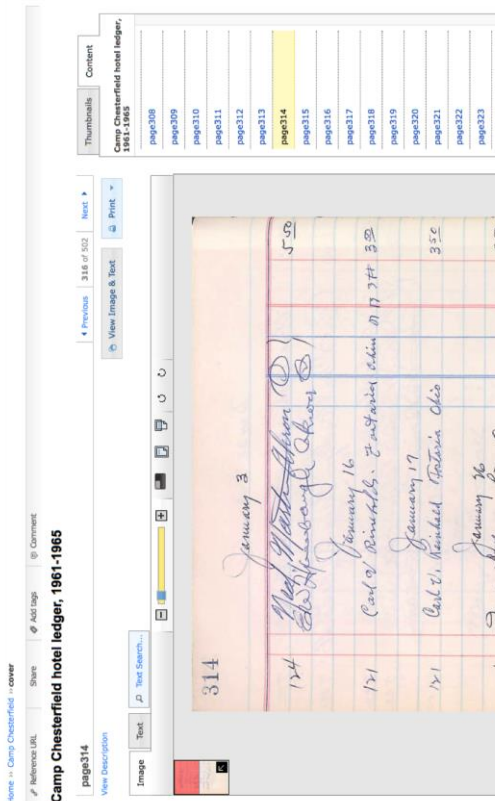 Home ›› Camp Chesterfield ›› cover
Reference URL Share Add tags Comment
Camp Chesterfield hotel ledger, 1961-1965
page314
View Description
◄ Previous 316 of 502 Next ►
View Image & Text Print
Image Text Text Search...
Thumbnails Content
Camp Chesterfield hotel ledger,
1961-1965
page308
page309
page310
page311
page312
page313
page314
page315
page316
page317
page318
page319
page320
page321
page322
page323
314
January 3
124 5 50
January 16
121 Carl V 3 50
January 17
121 Carl V. Ohio 3 50
January 26